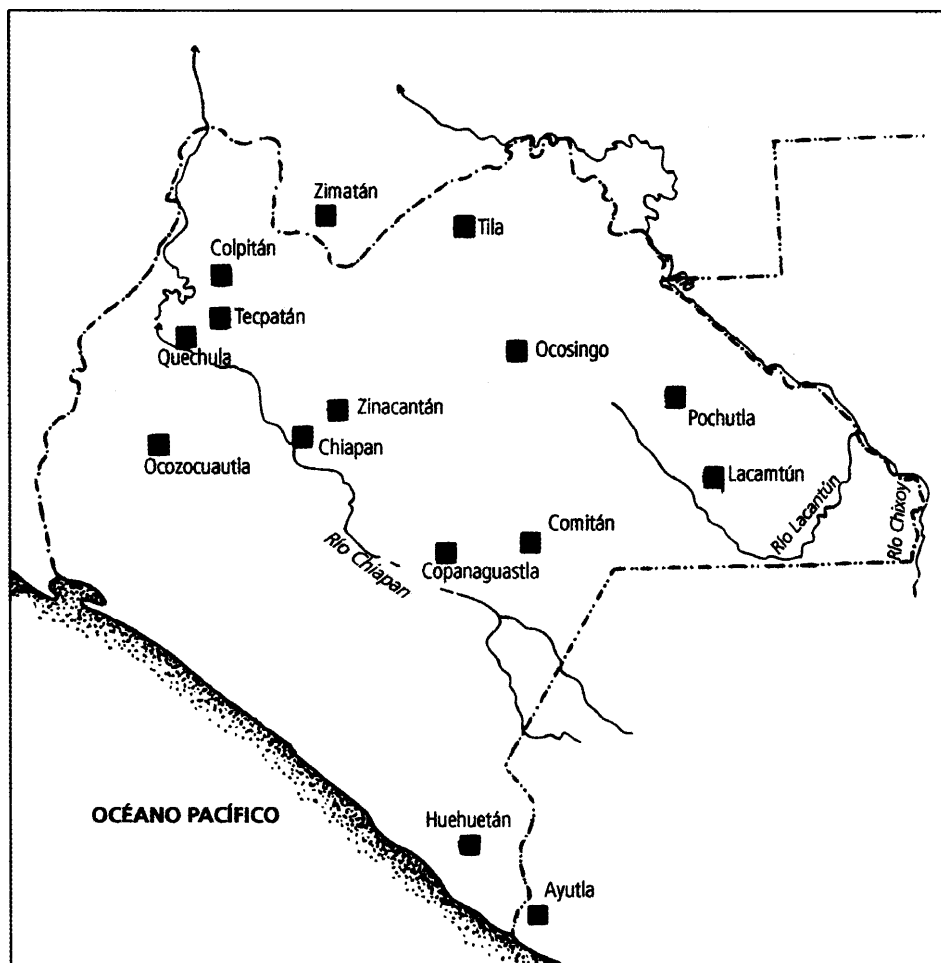 Zimatán
Tila
Colpitán
Tecpatán
Quechula
Ocosingo
Zinacantán
Pochutla
Chiapan
Ocozocuautla
Lacamtún
Río Lacantún
Río Chixoy
Comitán
Río Chiapan
Copanaguastla
OCÉANO PACÍFICO
Huehuetán
Ayutla